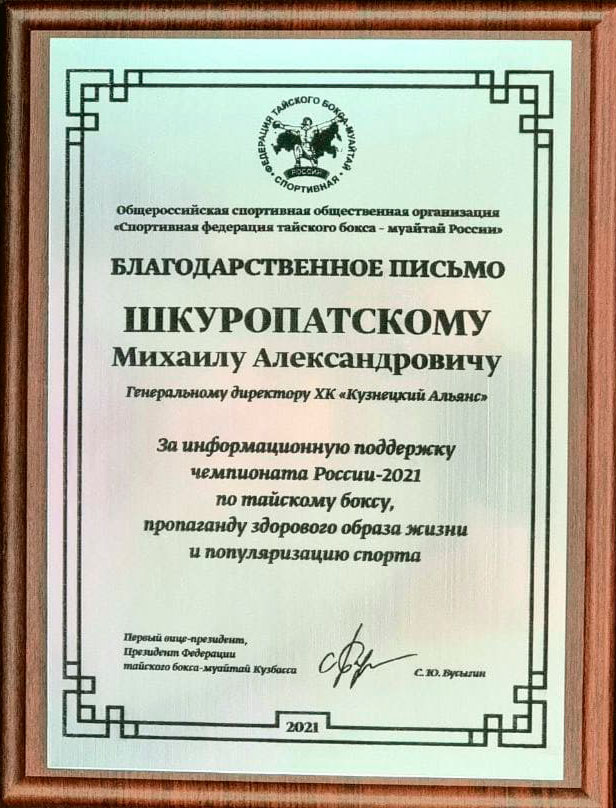 ФЕДЕРАЦИЯ ТАЙСКОГО БОКСА-МУАЙТАЙ
РОССИИ
• СПОРТИВНАЯ •
Общероссийская спортивная общественная организация
«Спортивная федерация тайского бокса – муайтай России»
БЛАГОДАРСТВЕННОЕ ПИСЬМО
ШКУРОПАТСКОМУ
Михаилу Александровичу
Генеральному директору ХК «Кузнецкий Альянс»
За информационную поддержку
чемпионата России-2021
по тайскому боксу,
пропаганду здорового образа жизни
и популяризацию спорта
Первый вице-президент,
Президент Федерации
тайского бокса-муайтай Кузбасса
С. Ю. Бусыгин
2021